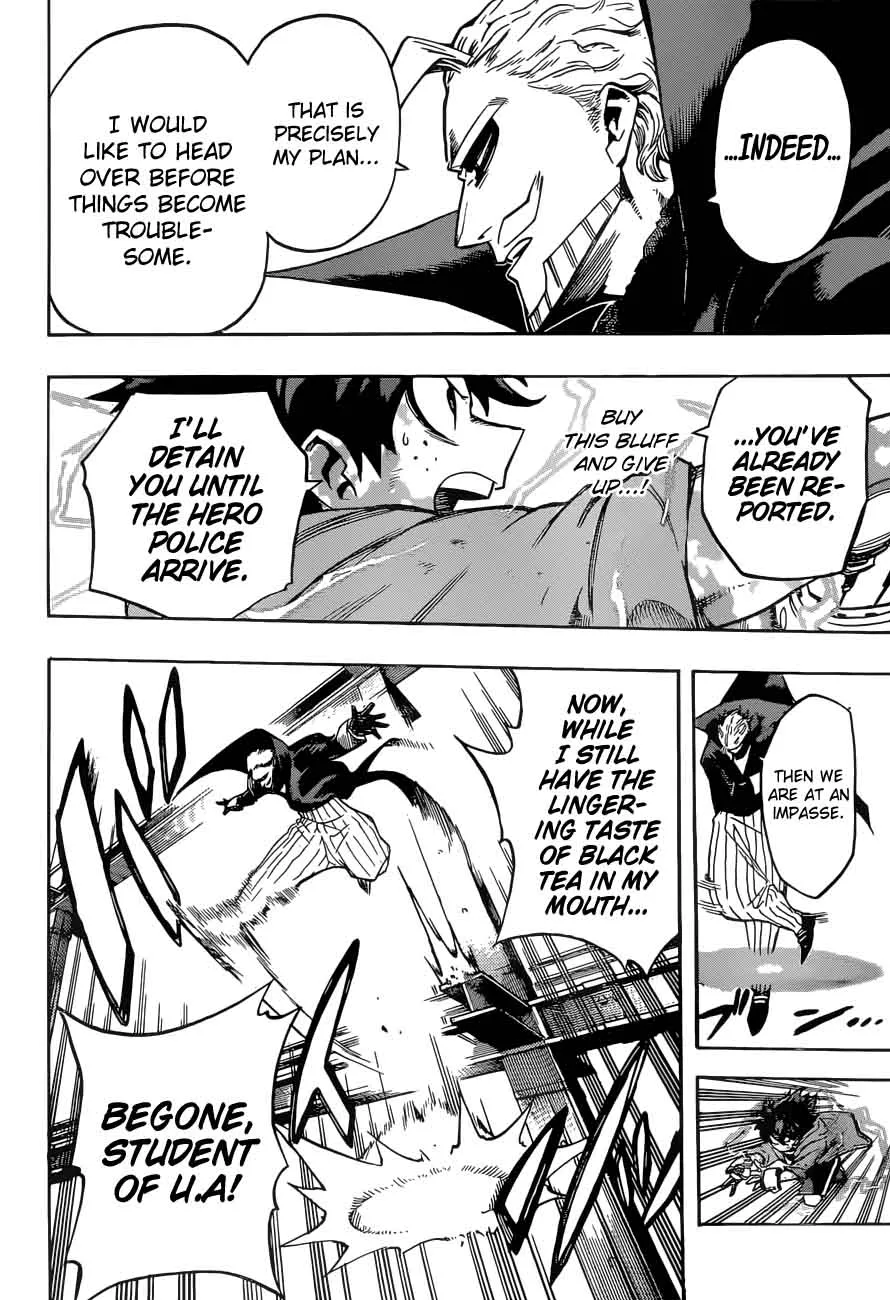 ...INDEED...
THAT IS
PRECISELY
MY PLAN...
I WOULD
LIKE TO HEAD
OVER BEFORE
THINGS BECOME
TROUBLE-
SOME.
...YOU'VE
ALREADY
BEEN RE-
PORTED.
BUY
THIS BLUFF
AND GIVE
UP...!
I'LL
DETAIN
YOU UNTIL
THE HERO
POLICE
ARRIVE.
THEN WE
ARE AT AN
IMPASSE.
ブン...
NOW,
WHILE
I STILL
HAVE THE
LINGER-
ING TASTE
OF BLACK
TEA IN MY
MOUTH...
BEGONE,
STUDENT
OF U.A!